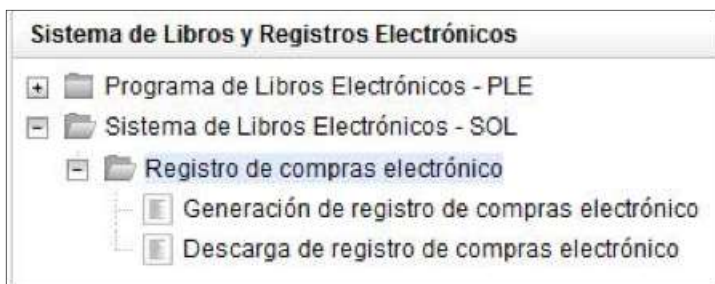 Sistema de Libros y Registros Electrónicos
Programa de Libros Electrónicos - PLE
Sistema de Libros Electrónicos - SOL
Registro de compras electrónico
Generación de registro de compras electrónico
Descarga de registro de compras electrónico